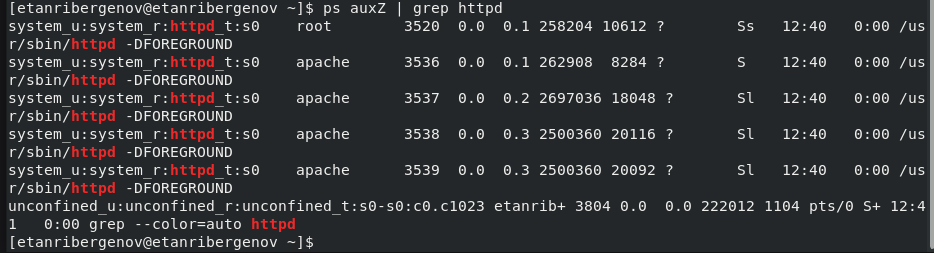 [etanribergenov@etanribergenov ~]$ ps auxZ | grep httpd
system_u:system_r:httpd_t:s0    root        3520  0.0  0.1 258204 10612 ?        Ss   12:40   0:00 /us
r/sbin/httpd -DFOREGROUND
system_u:system_r:httpd_t:s0    apache      3536  0.0  0.1 262908  8284 ?        S    12:40   0:00 /us
r/sbin/httpd -DFOREGROUND
system_u:system_r:httpd_t:s0    apache      3537  0.0  0.2 2697036 18048 ?       Sl   12:40   0:00 /us
r/sbin/httpd -DFOREGROUND
system_u:system_r:httpd_t:s0    apache      3538  0.0  0.3 2500360 20116 ?       Sl   12:40   0:00 /us
r/sbin/httpd -DFOREGROUND
system_u:system_r:httpd_t:s0    apache      3539  0.0  0.3 2500360 20092 ?       Sl   12:40   0:00 /us
r/sbin/httpd -DFOREGROUND
unconfined_u:unconfined_r:unconfined_t:s0-s0:c0.c1023 etanrib+ 3804 0.0  0.0 222012 1104 pts/0 S+ 12:4
1   0:00 grep --color=auto httpd
[etanribergenov@etanribergenov ~]$